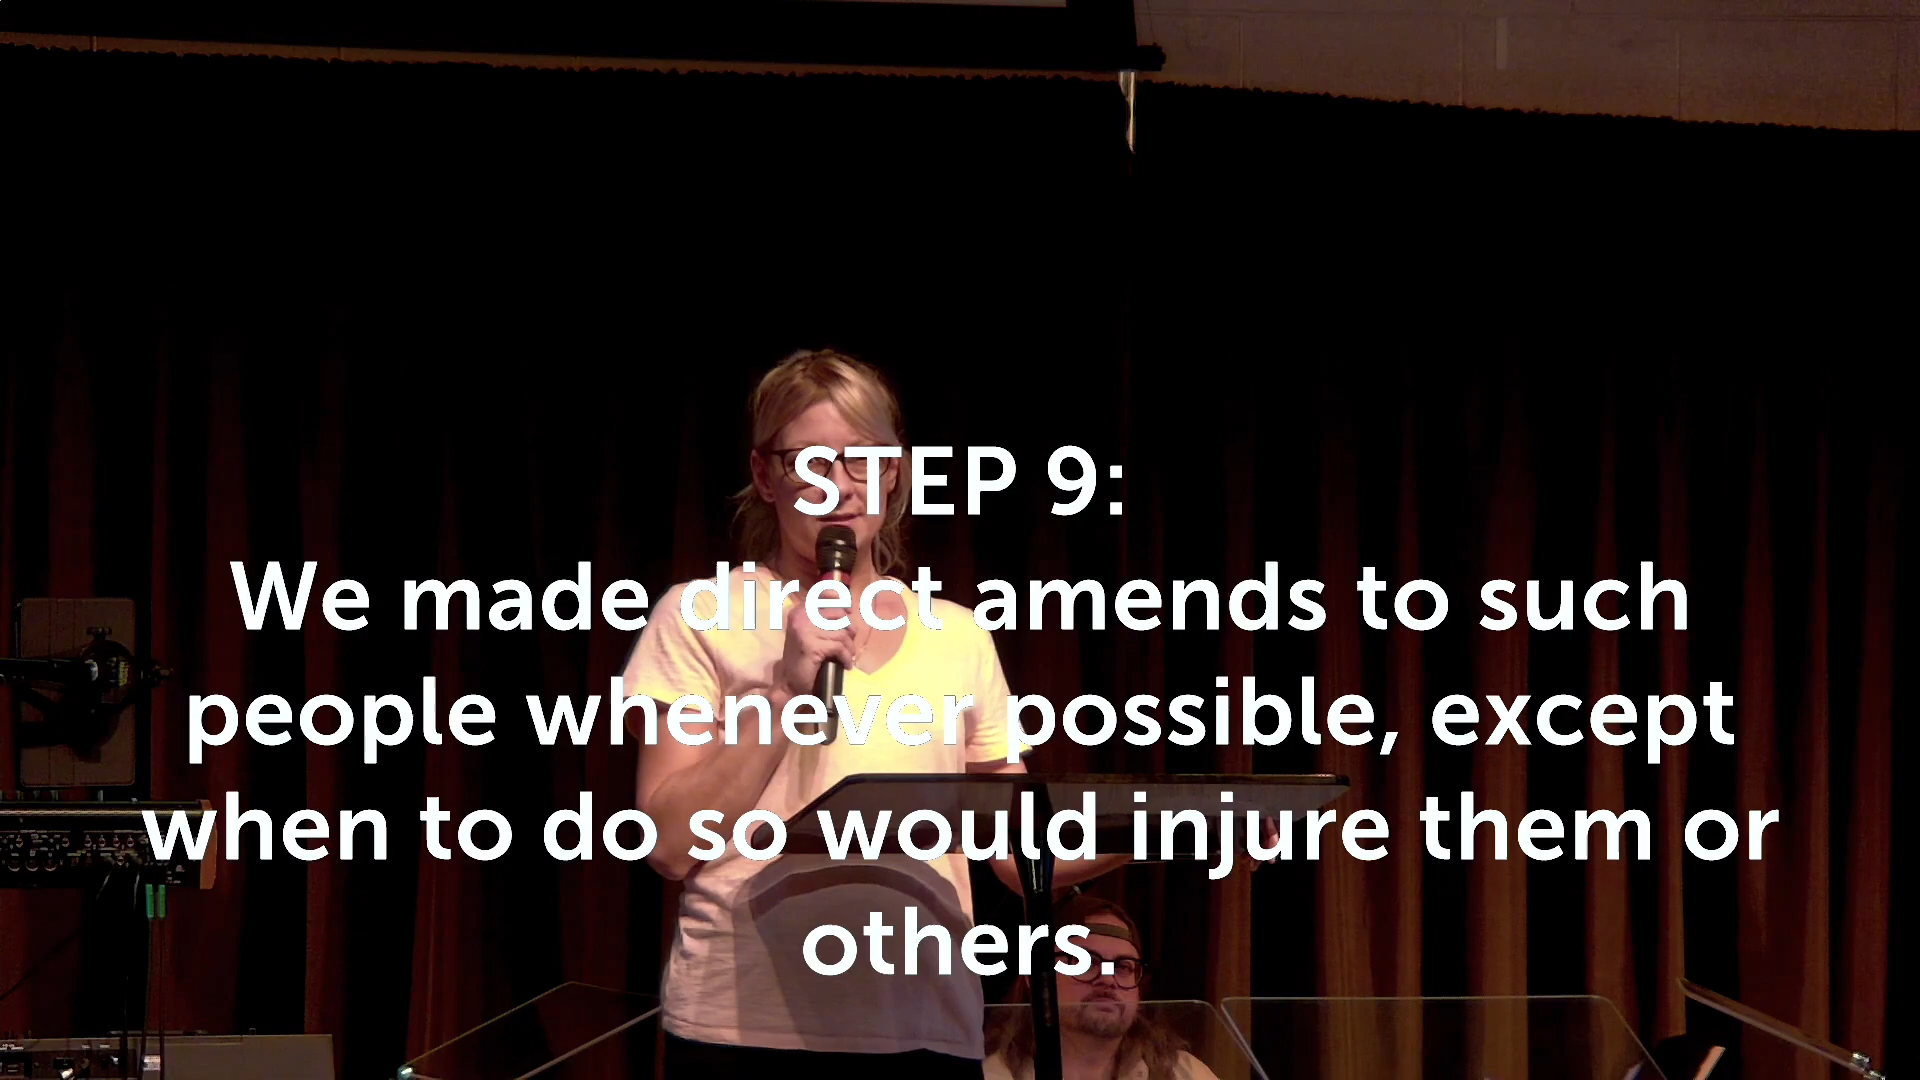 STEP 9:
We made direct amends to such
people whenever possible, except
when to do so would injure them or
others.